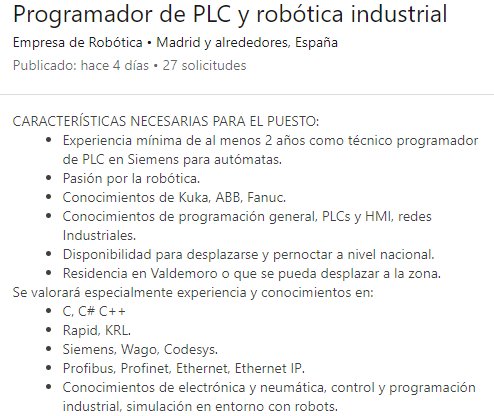 Programador de PLC y robótica industrial
Empresa de Robótica • Madrid y alrededores, España
Publicado: hace 4 días • 27 solicitudes
CARACTERÍSTICAS NECESARIAS PARA EL PUESTO:
• Experiencia mínima de al menos 2 años como técnico programador
de PLC en Siemens para autómatas.
• Pasión por la robótica.
• Conocimientos de Kuka, ABB, Fanuc.
• Conocimientos de programación general, PLCs y HMI, redes
Industriales.
• Disponibilidad para desplazarse y pernoctar a nivel nacional.
• Residencia en Valdemoro o que se pueda desplazar a la zona.
Se valorará especialmente experiencia y conocimientos en:
• C, C# C++
• Rapid, KRL.
• Siemens, Wago, Codesys.
• Profibus, Profinet, Ethernet, Ethernet IP.
• Conocimientos de electrónica y neumática, control y programación
industrial, simulación en entorno con robots.